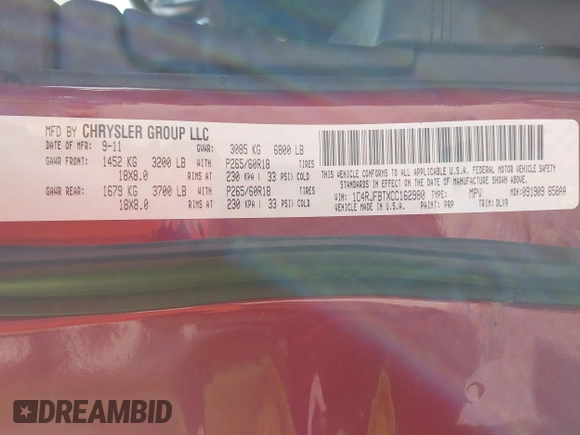 MFD BY CHRYSLER GROUP LLC
DATE OF MFR: 9-11 GVWR: 3085 KG 6800 LB
GAWR FRONT: 1452 KG 3200 LB WITH P265/60R18
18X8.0 RIMS AT 230 KPA ( 33 PSI) COLD
GAWR REAR: 1679 KG 3700 LB WITH P265/60R18
18X8.0 RIMS AT 230 KPA ( 33 PSI) COLD
THIS VEHICLE CONFORMS TO ALL APPLICABLE U.S.A. FEDERAL MOTOR VEHICLE SAFETY
STANDARDS IN EFFECT ON THE DATE OF MANUFACTURE SHOWN ABOVE.
VIN: 1C4RJFBTXCC162980 TYPE: MPV MDH: 091909 658AA
VEHICLE MADE IN U.S.A. PAINT: PRP TRIM: DLX9
DREAMBID